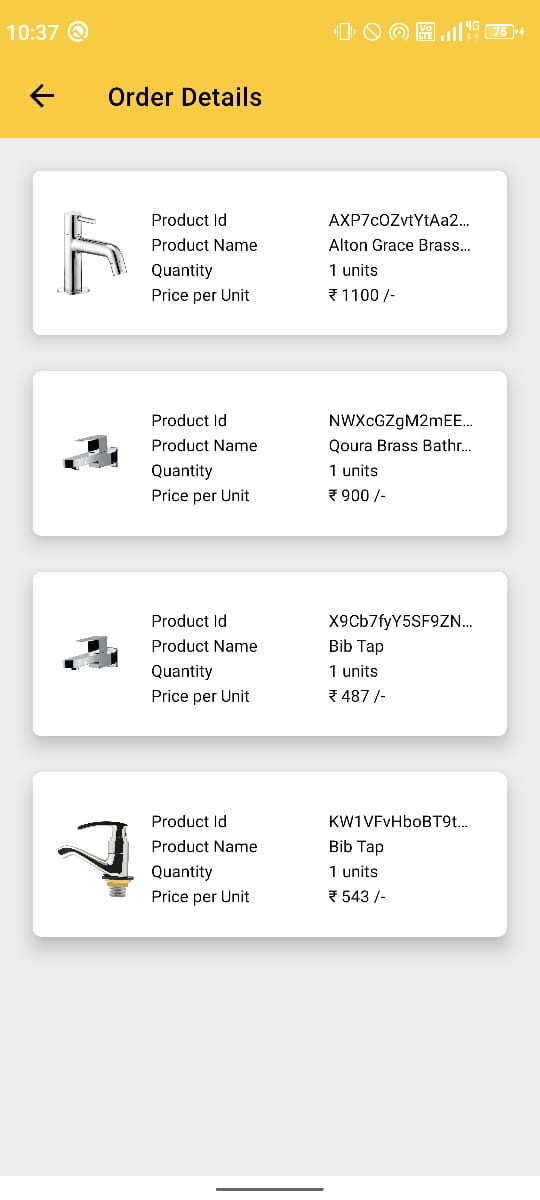 10:37 VO LTE 4G 75
Order Details
Product Id AXP7cOZvtYtAa2...
Product Name Alton Grace Brass...
Quantity 1 units
Price per Unit ₹ 1100 /-
Product Id NWXcGZgM2mEE...
Product Name Qoura Brass Bathr...
Quantity 1 units
Price per Unit ₹ 900 /-
Product Id X9Cb7fyY5SF9ZN...
Product Name Bib Tap
Quantity 1 units
Price per Unit ₹ 487 /-
Product Id KW1VFvHboBT9t...
Product Name Bib Tap
Quantity 1 units
Price per Unit ₹ 543 /-